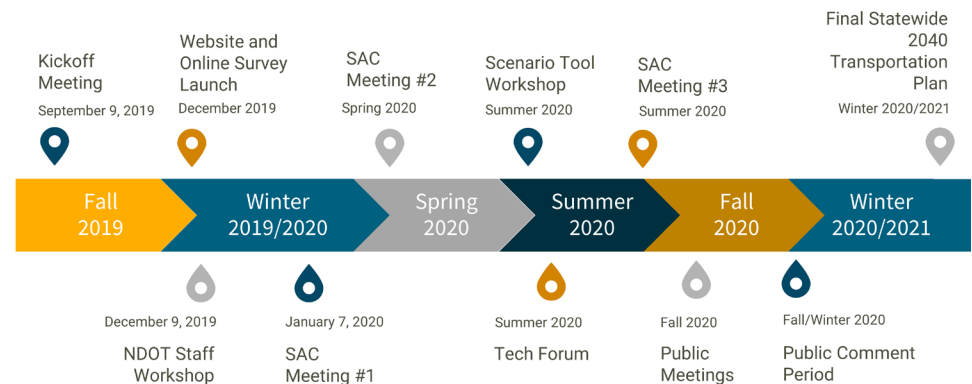 Kickoff
Meeting
September 9, 2019
Website and
Online Survey
Launch
December 2019
SAC
Meeting #2
Spring 2020
Scenario Tool
Workshop
Summer 2020
SAC
Meeting #3
Summer 2020
Final Statewide
2040
Transportation
Plan
Winter 2020/2021
Fall
2019
Winter
2019/2020
Spring
2020
Summer
2020
Fall
2020
Winter
2020/2021
December 9, 2019
NDOT Staff
Workshop
January 7, 2020
SAC
Meeting #1
Summer 2020
Tech Forum
Fall 2020
Public
Meetings
Fall/Winter 2020
Public Comment
Period